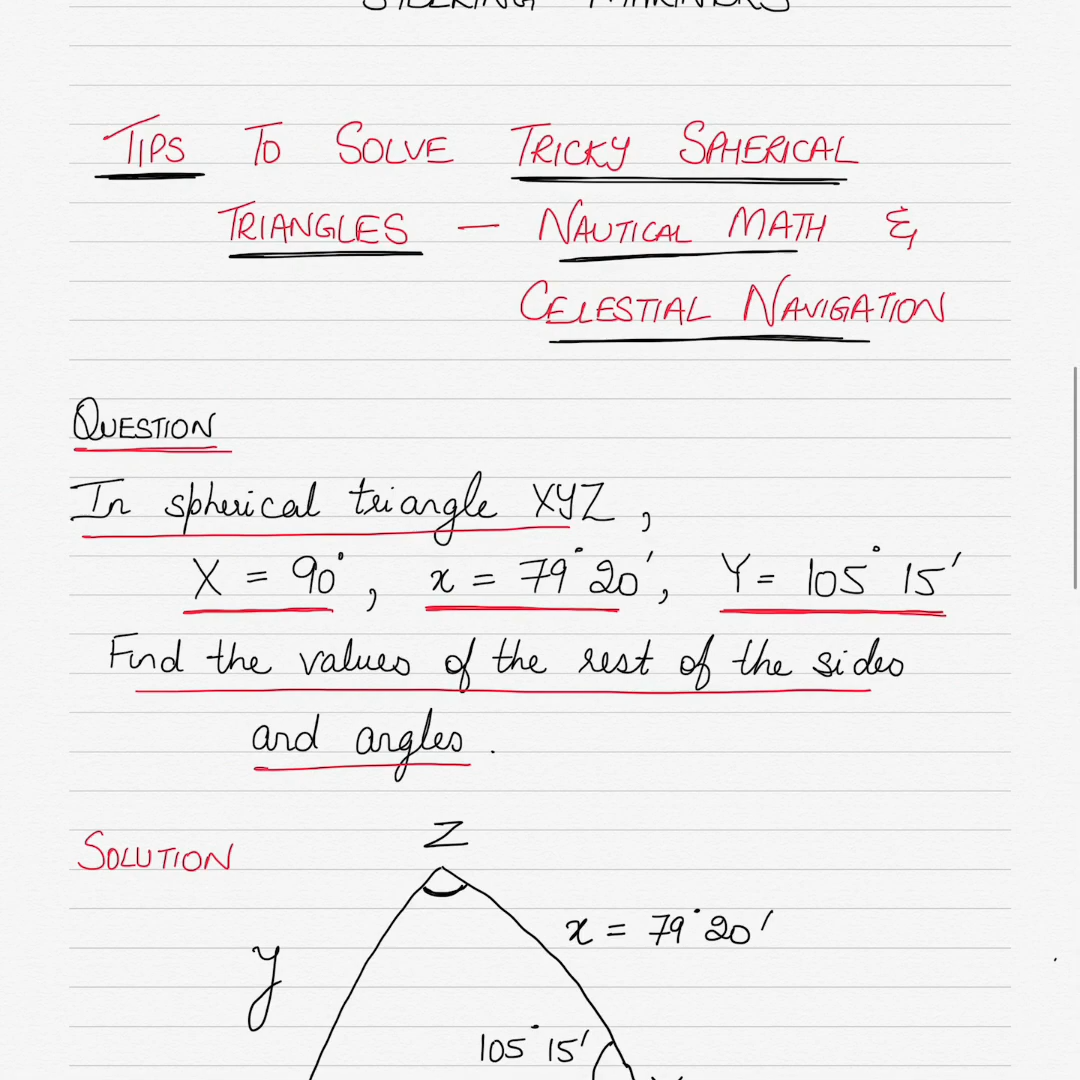 TIPS TO SOLVE TRICKY SPHERICAL
TRIANGLES — NAUTICAL MATH &
CELESTIAL NAVIGATION
QUESTION
In spherical triangle XYZ,
X = 90°, x = 79° 20', Y = 105° 15'
Find the values of the rest of the sides
and angles.
SOLUTION
Z
x = 79° 20'
y
105° 15'